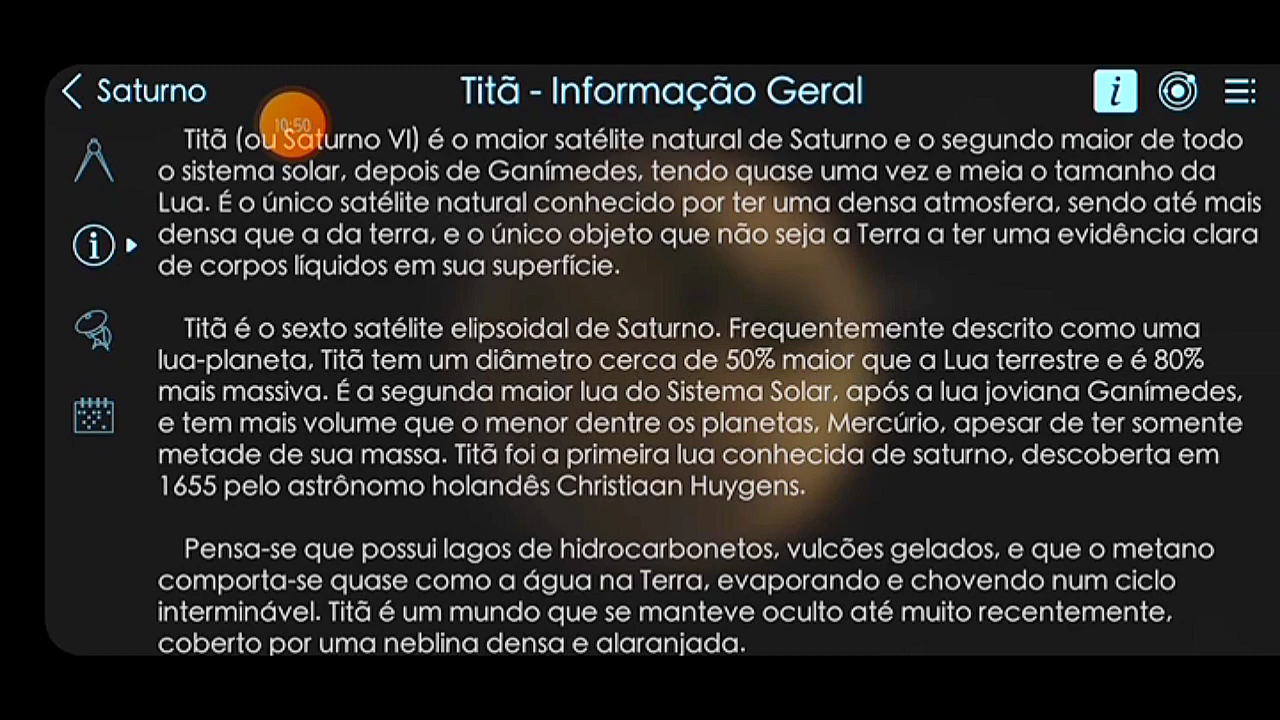 Saturno
Titã - Informação Geral
10:50
Titã (ou Saturno VI) é o maior satélite natural de Saturno e o segundo maior de todo
o sistema solar, depois de Ganímedes, tendo quase uma vez e meia o tamanho da
Lua. É o único satélite natural conhecido por ter uma densa atmosfera, sendo até mais
densa que a da terra, e o único objeto que não seja a Terra a ter uma evidência clara
de corpos líquidos em sua superfície.
Titã é o sexto satélite elipsoidal de Saturno. Frequentemente descrito como uma
lua-planeta, Titã tem um diâmetro cerca de 50% maior que a Lua terrestre e é 80%
mais massiva. É a segunda maior lua do Sistema Solar, após a lua joviana Ganímedes,
e tem mais volume que o menor dentre os planetas, Mercúrio, apesar de ter somente
metade de sua massa. Titã foi a primeira lua conhecida de saturno, descoberta em
1655 pelo astrônomo holandês Christiaan Huygens.
Pensa-se que possui lagos de hidrocarbonetos, vulcões gelados, e que o metano
comporta-se quase como a água na Terra, evaporando e chovendo num ciclo
interminável. Titã é um mundo que se manteve oculto até muito recentemente,
coberto por uma neblina densa e alaranjada.